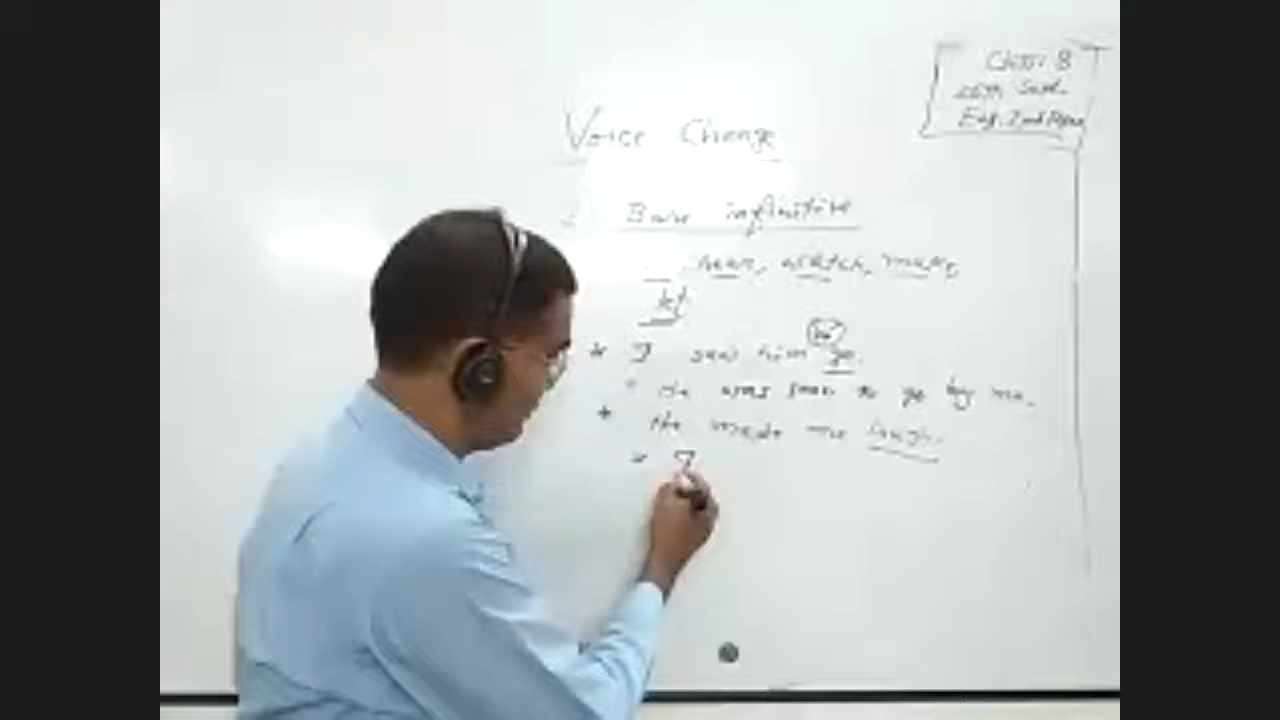 Class: 8
Eng. 2nd Paper
Voice Change
Bare infinitive
hear, watch, make,
let
* I saw him go.
to
* He was seen to go by me.
* He made me laugh.
* I